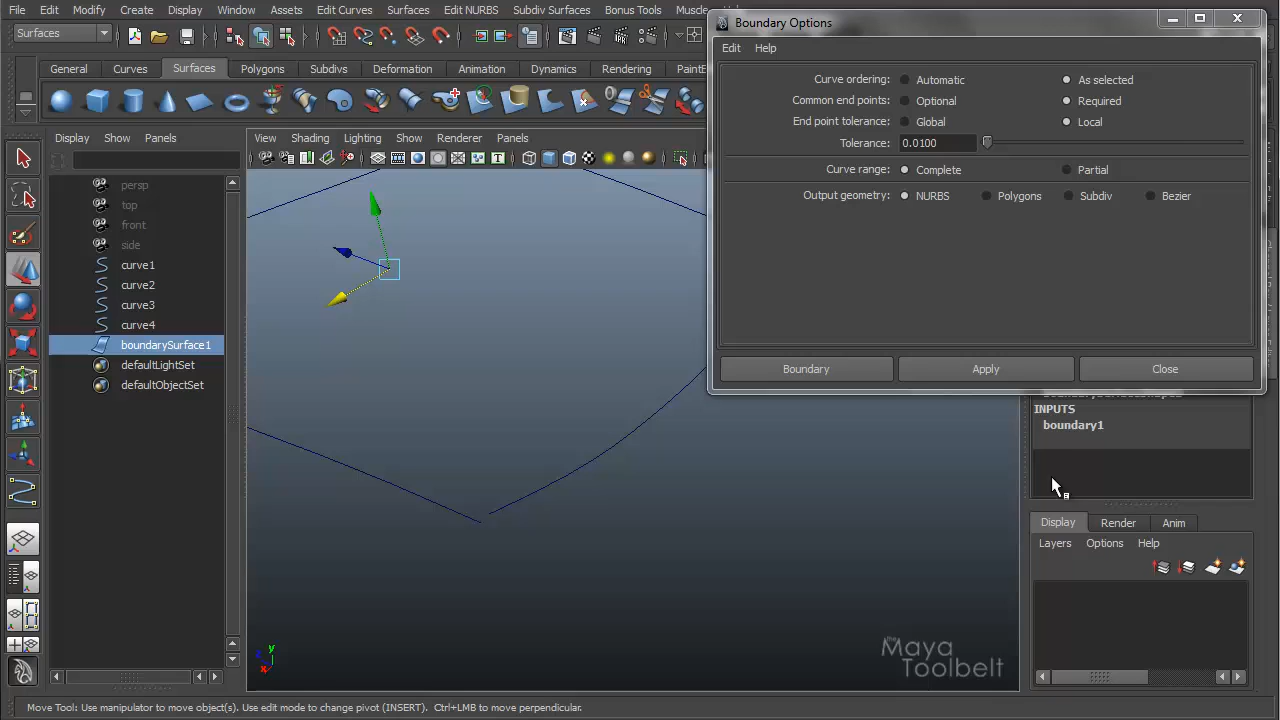 File Edit Modify Create Display Window Assets Edit Curves Surfaces Edit NURBS Subdiv Surfaces Bonus Tools Muscle
Boundary Options
Surfaces
Edit Help
General Curves Surfaces Polygons Subdivs Deformation Animation Dynamics Rendering PaintE
Curve ordering: Automatic As selected
Common end points: Optional Required
End point tolerance: Global Local
Tolerance: 0.0100
Curve range: Complete Partial
Output geometry: NURBS Polygons Subdiv Bezier
Boundary Apply Close
Display Show Panels
View Shading Lighting Show Renderer Panels
persp
top
front
side
curve1
curve2
curve3
curve4
boundarySurface1
defaultLightSet
defaultObjectSet
INPUTS
boundary1
Display Render Anim
Layers Options Help
y
z
x
the
Maya
Toolbelt
Move Tool: Use manipulator to move object(s). Use edit mode to change pivot (INSERT). Ctrl+LMB to move perpendicular.